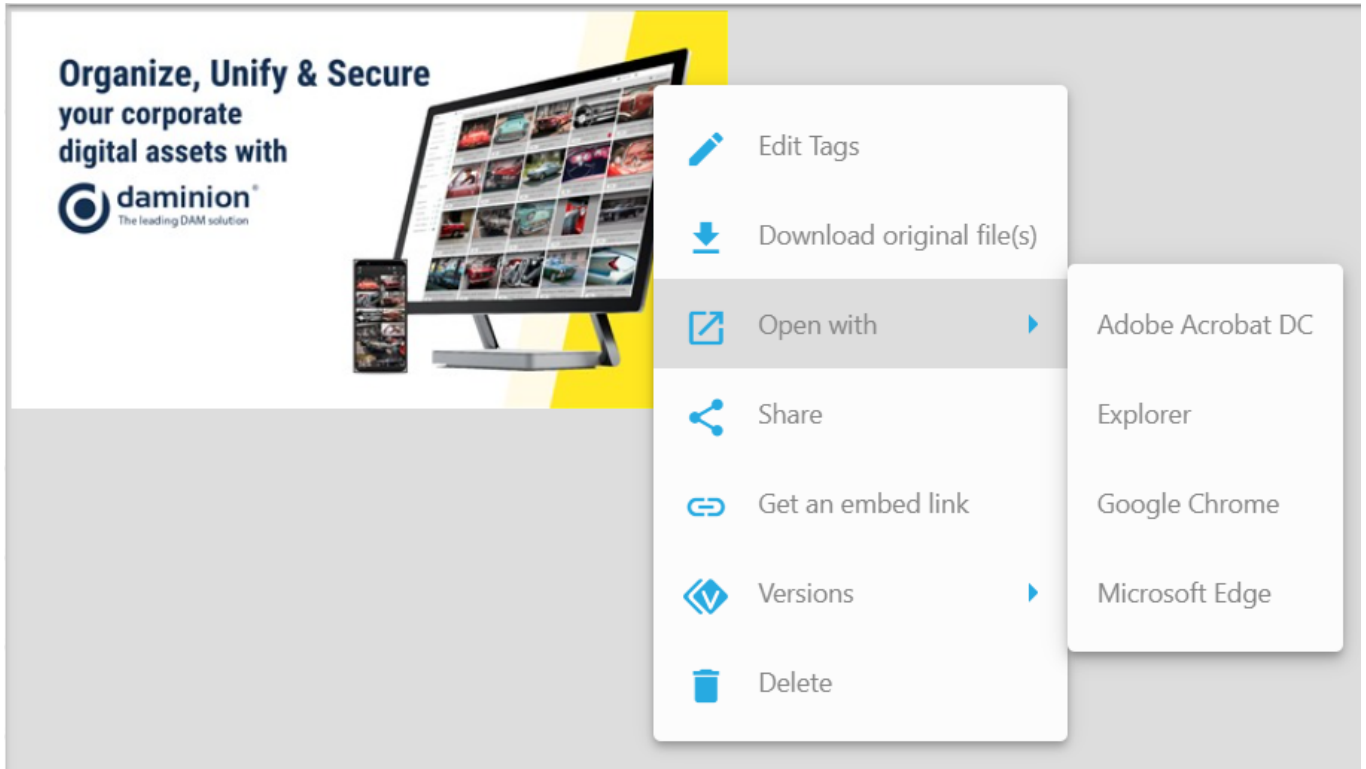 Organize, Unify & Secure
your corporate
digital assets with
daminion®
The leading DAM solution
Edit Tags
Download original file(s)
Open with
Share
Get an embed link
Versions
Delete
Adobe Acrobat DC
Explorer
Google Chrome
Microsoft Edge